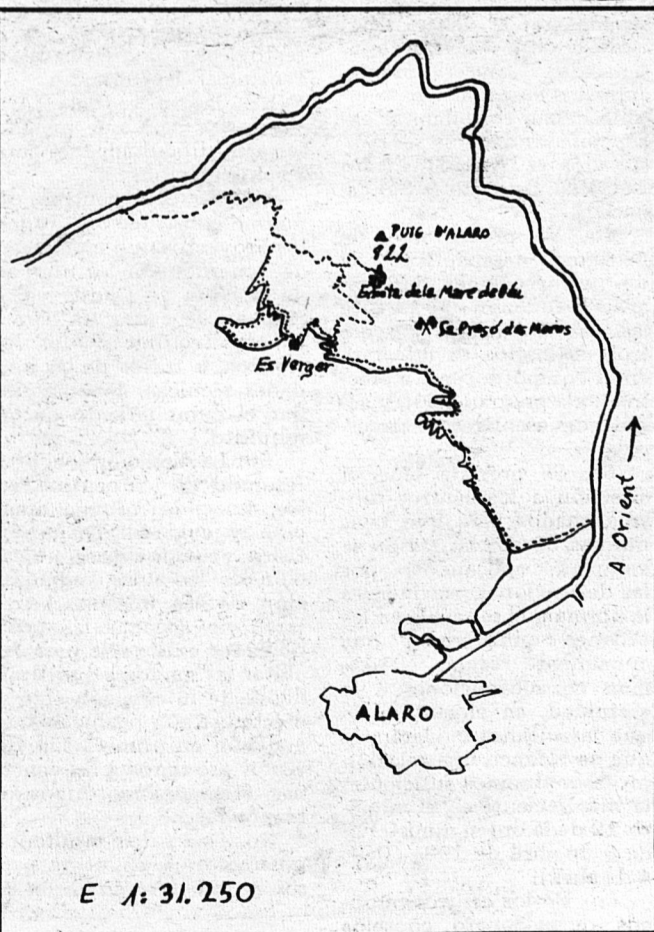 PUIG D'ALARO
922
Ermita de la Mare de Déu
Sa Presó des Moros
Es Verger
A Orient
ALARO
E 1:31.250